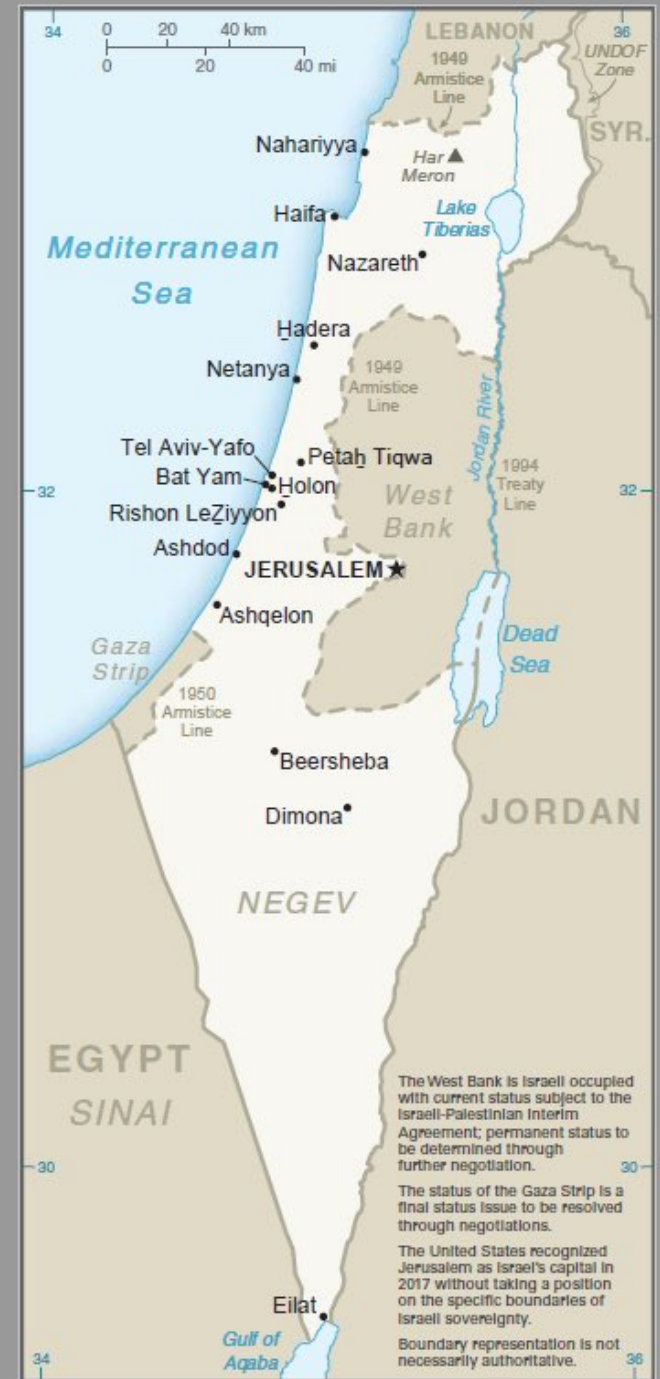 34
36
0 20 40 km
0 20 40 mi
LEBANON
1949
Armistice
Line
UNDOF
Zone
SYR.
Nahariyya
Har
Meron
Haifa
Lake
Tiberias
Mediterranean
Sea
Nazareth
H̱adera
1949
Armistice
Line
Netanya
Jordan River
Tel Aviv-Yafo
Petaẖ Tiqwa
Bat Yam
H̱olon
1994
Treaty
Line
32
32
West
Bank
Rishon LeẔiyyon
Ashdod
JERUSALEM
Ashqelon
Gaza
Strip
Dead
Sea
1950
Armistice
Line
Beersheba
Dimona
JORDAN
NEGEV
EGYPT
SINAI
The West Bank is Israeli occupied
with current status subject to the
Israeli-Palestinian Interim
Agreement; permanent status to
be determined through
further negotiation.
30
30
The status of the Gaza Strip is a
final status issue to be resolved
through negotiations.
The United States recognized
Jerusalem as Israel's capital in
2017 without taking a position
on the specific boundaries of
Israeli sovereignty.
Boundary representation is not
necessarily authoritative.
Eilat
Gulf of
Aqaba
34
36